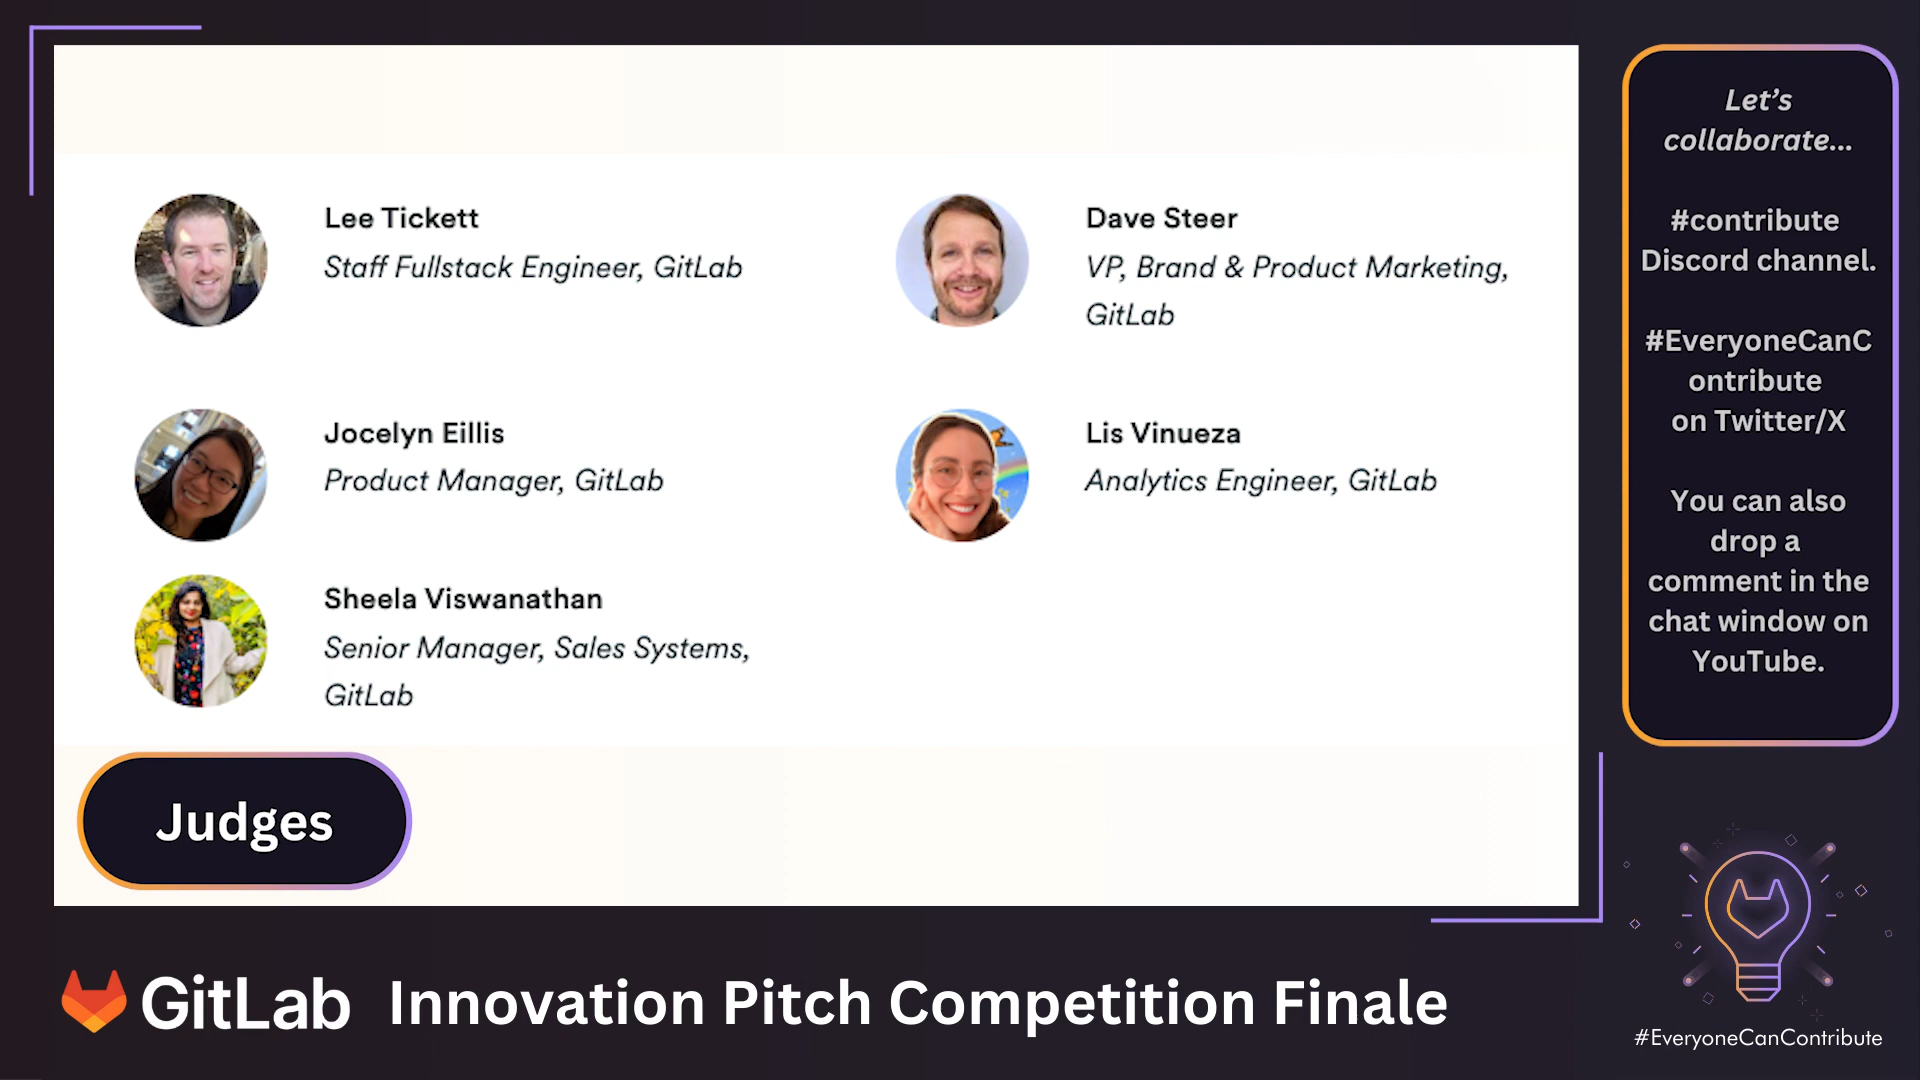 Lee Tickett
Staff Fullstack Engineer, GitLab
Dave Steer
VP, Brand & Product Marketing,
GitLab
Jocelyn Eillis
Product Manager, GitLab
Lis Vinueza
Analytics Engineer, GitLab
Sheela Viswanathan
Senior Manager, Sales Systems,
GitLab
Judges
Let's
collaborate...
#contribute
Discord channel.
#EveryoneCanC
ontribute
on Twitter/X
You can also
drop a
comment in the
chat window on
YouTube.
GitLab Innovation Pitch Competition Finale
#EveryoneCanContribute